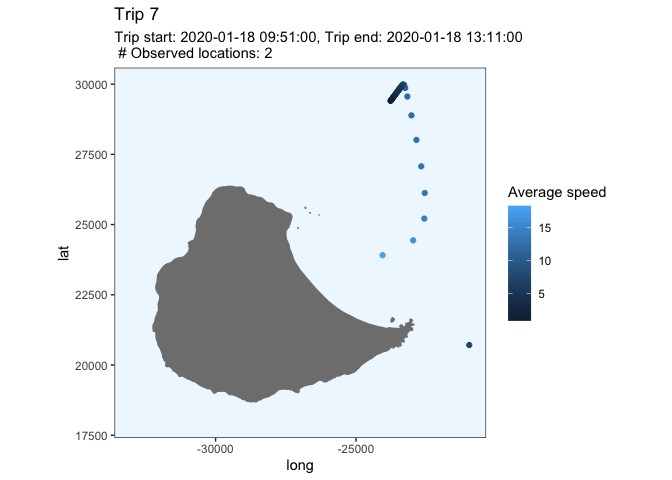 Trip 7
Trip start: 2020-01-18 09:51:00, Trip end: 2020-01-18 13:11:00
# Observed locations: 2
30000
27500
25000
22500
20000
17500
lat
-30000
-25000
long
Average speed
15
10
5